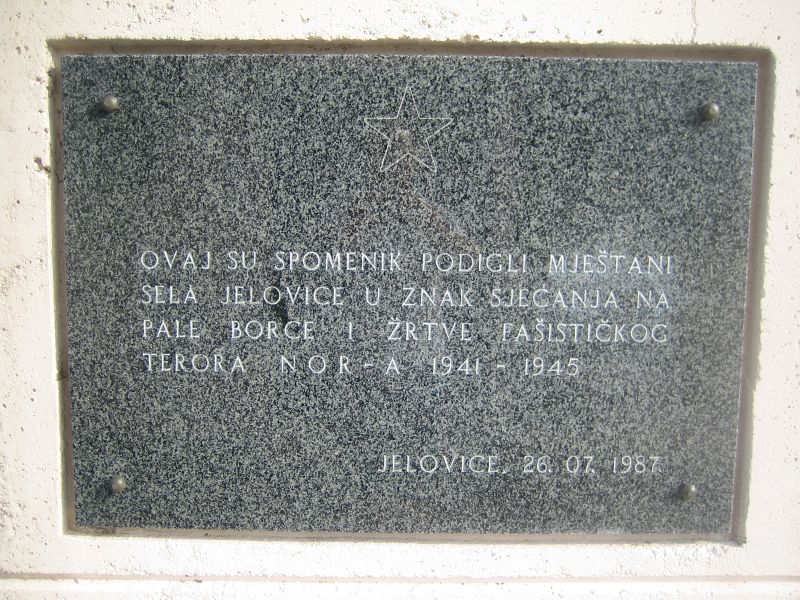 OVAJ SU SPOMENIK PODIGLI MJEŠTANI
SELA JELOVICE U ZNAK SJEĆANJA NA
PALE BORCE I ŽRTVE FAŠISTIČKOG
TERORA NOR-A 1941 - 1945
JELOVICE, 26. 07. 1987.